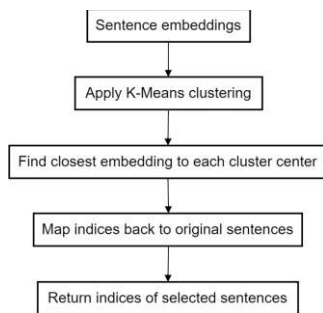 Sentence embeddings
Apply K-Means clustering
Find closest embedding to each cluster center
Map indices back to original sentences
Return indices of selected sentences